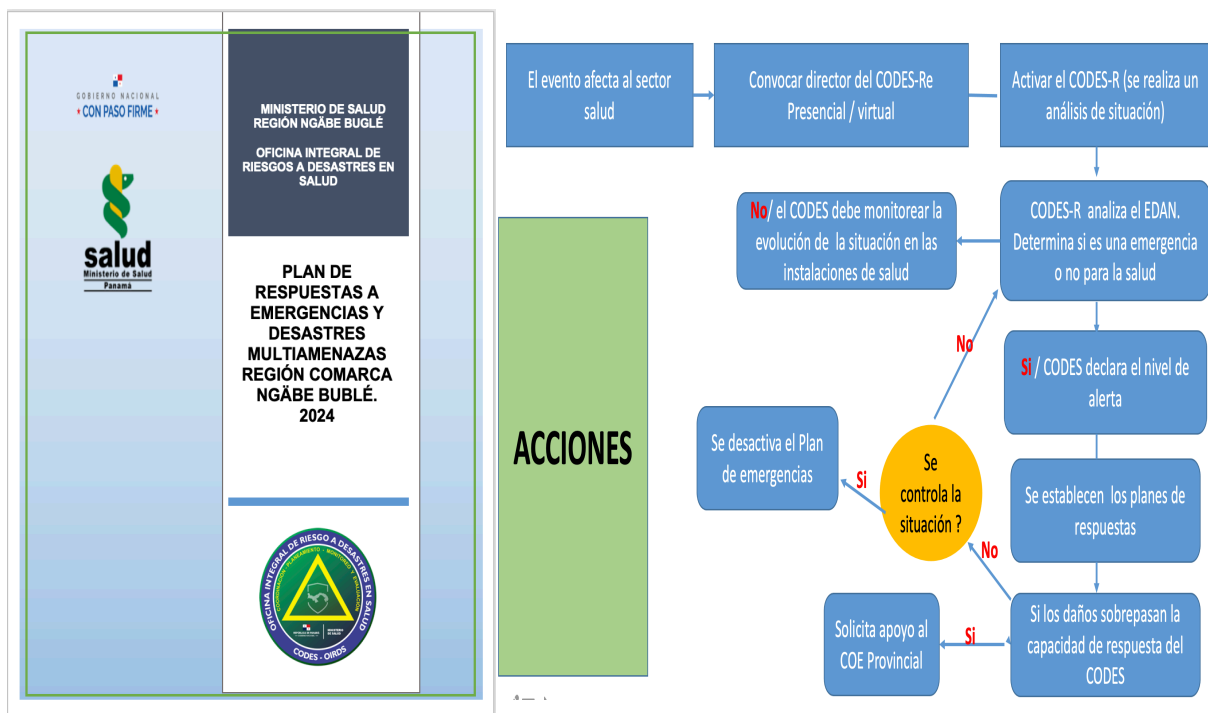 GOBIERNO NACIONAL
CON PASO FIRME
salud
Ministerio de Salud
Panamá
MINISTERIO DE SALUD
REGIÓN NGÄBE BUGLÉ
OFICINA INTEGRAL DE
RIESGOS A DESASTRES EN
SALUD
PLAN DE
RESPUESTAS A
EMERGENCIAS Y
DESASTRES
MULTIAMENAZAS
REGIÓN COMARCA
NGÄBE BUBLÉ.
2024
OFICINA INTEGRAL DE RIESGO A DESASTRES EN SALUD
COORDINACIÓN - PLANEAMIENTO - MONITOREO - EVALUACIÓN
CODES - OIRDS
ACCIONES
El evento afecta al sector
salud
Convocar director del CODES-Re
Presencial / virtual
Activar el CODES-R (se realiza un
análisis de situación)
No/ el CODES debe monitorear la
evolución de la situación en las
instalaciones de salud
CODES-R analiza el EDAN.
Determina si es una emergencia
o no para la salud
No
Si / CODES declara el nivel de
alerta
Se desactiva el Plan
de emergencias
Si
Se
controla la
situación ?
Se establecen los planes de
respuestas
No
Solicita apoyo al
COE Provincial
Si
Si los daños sobrepasan la
capacidad de respuesta del
CODES